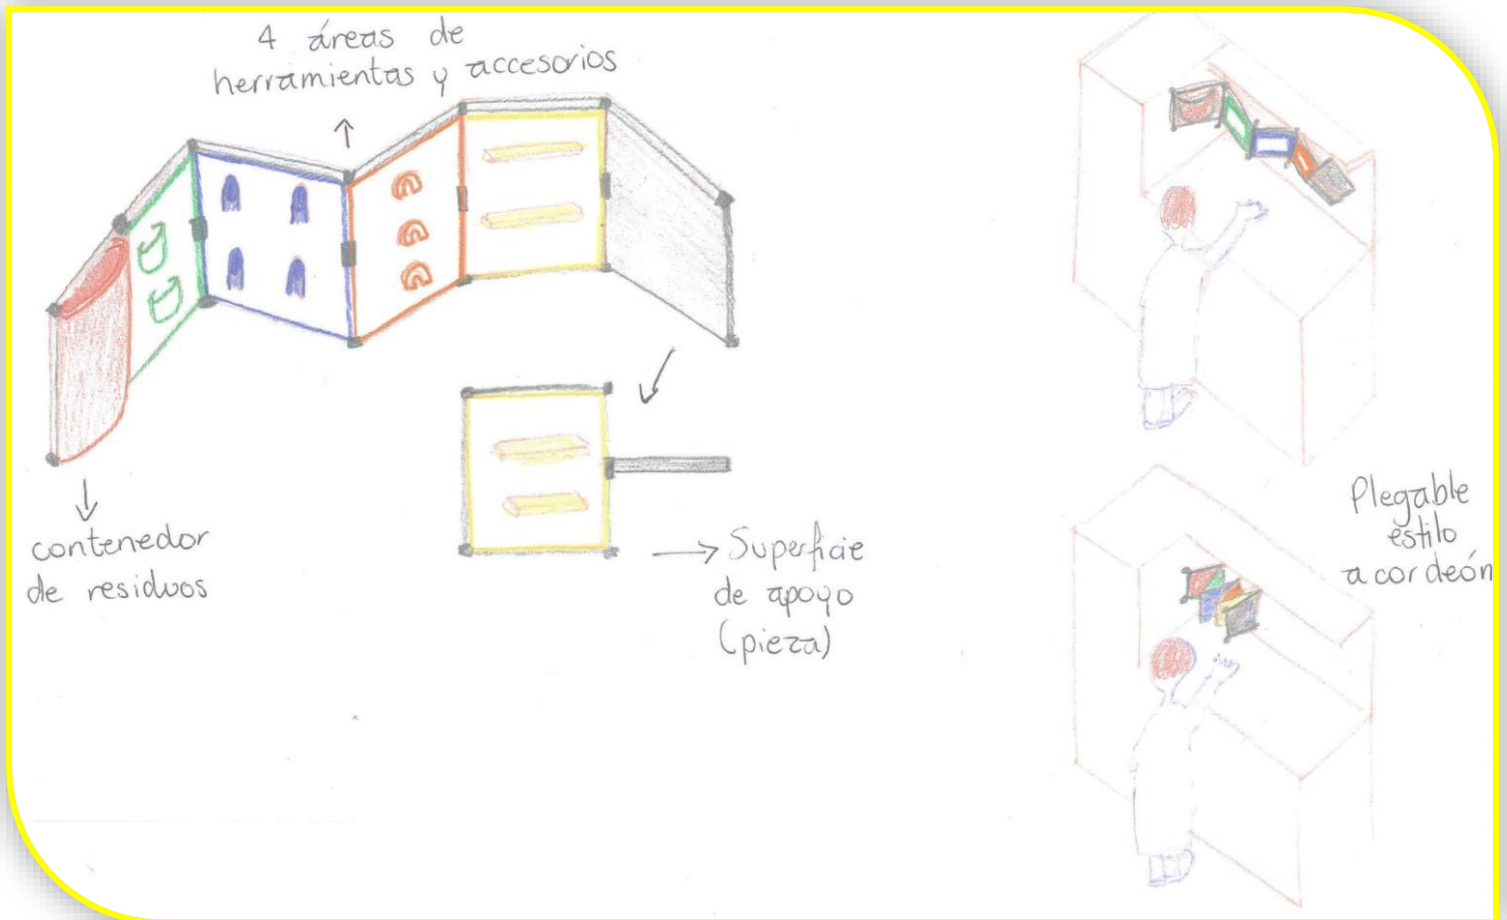 4 áreas de
herramientas y accesorios
contenedor
de residuos
Superficie
de apoyo
(pieza)
Plegable
estilo
acordeón